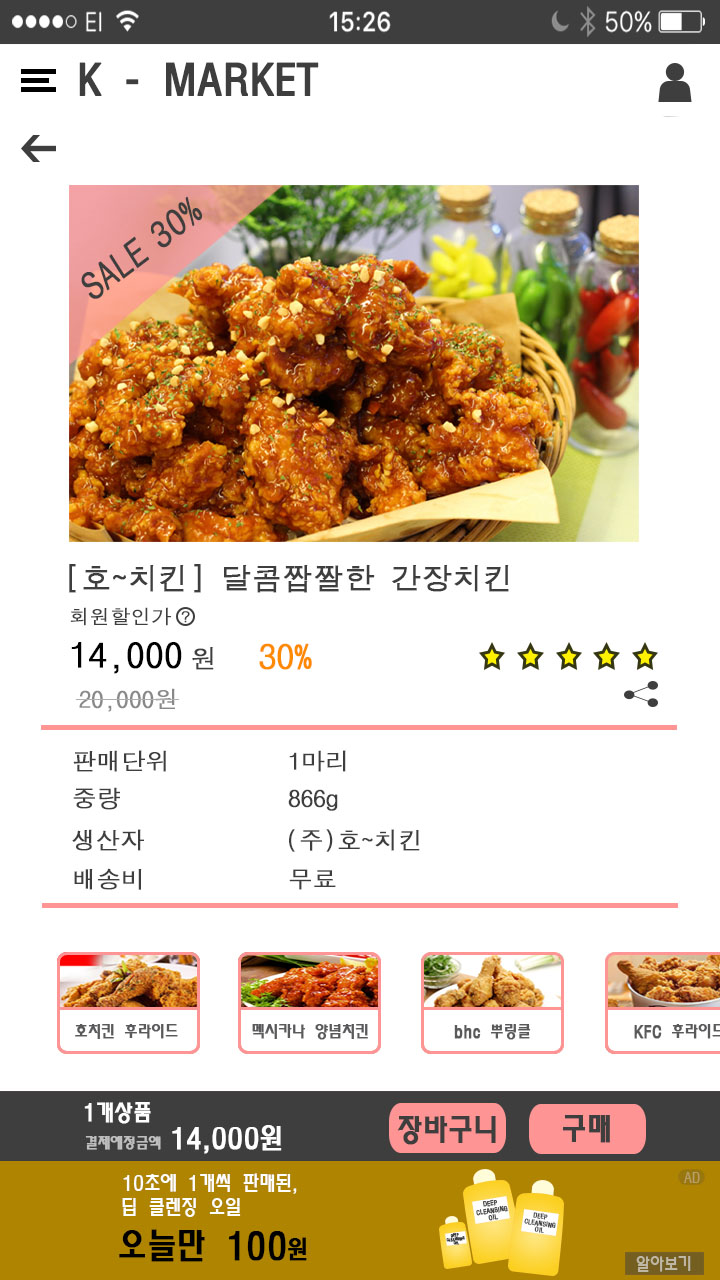 EI 15:26 50%
K - MARKET
SALE 30%
[호~치킨] 달콤짭짤한 간장치킨
회원할인가?
14,000 원 30%
20,000원
판매단위 1마리
중량 866g
생산자 (주)호~치킨
배송비 무료
호치킨 후라이드
멕시카나 양념치킨
bhc 뿌링클
KFC 후라이드
1개상품
결제예정금액 14,000원
장바구니
구매
10초에 1개씩 판매된,
딥 클렌징 오일
오늘만 100원
DEEP
CLEANSING
OIL
DEEP
CLEANSING
OIL
DEEP
CLEANSING
OIL
AD
알아보기